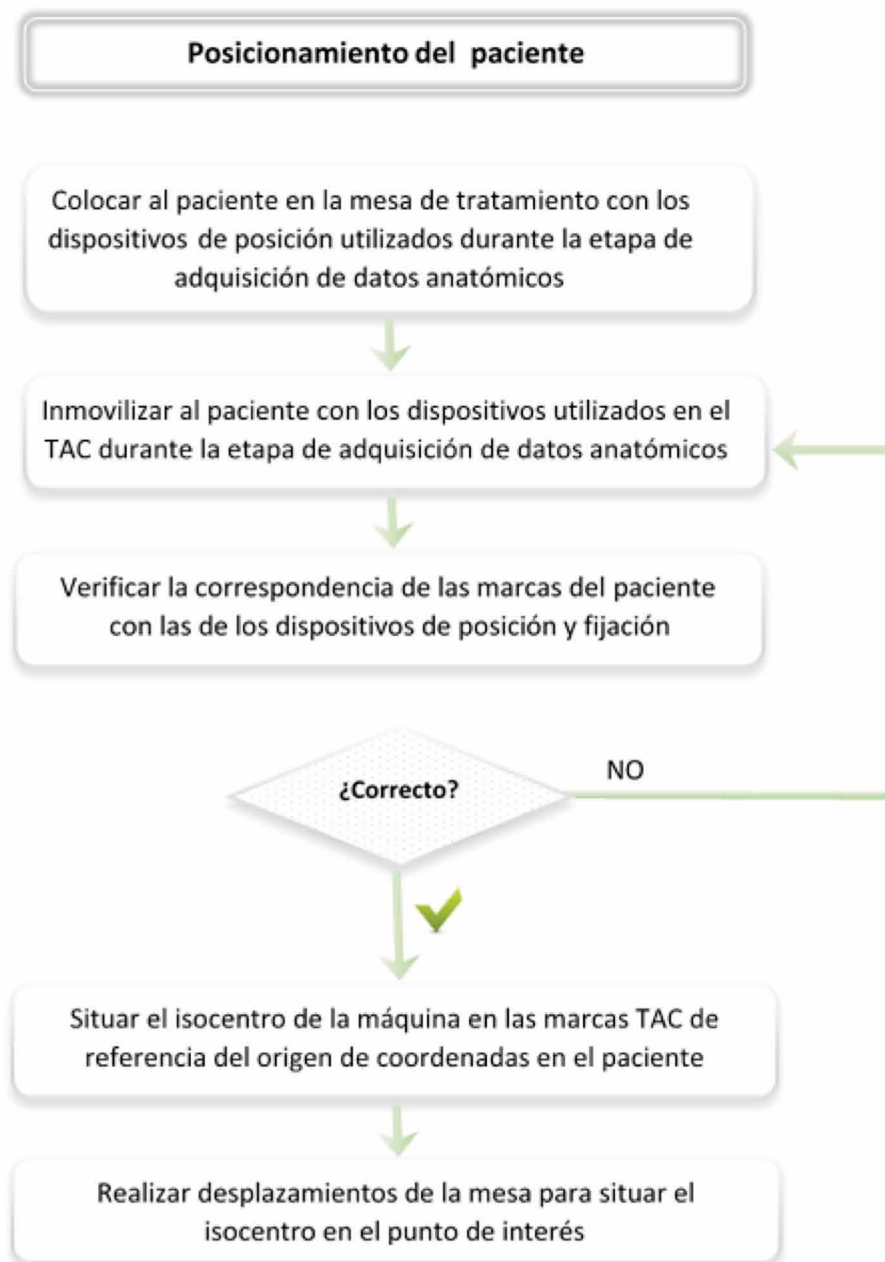 Posicionamiento del paciente
Colocar al paciente en la mesa de tratamiento con los
dispositivos de posición utilizados durante la etapa de
adquisición de datos anatómicos
Inmovilizar al paciente con los dispositivos utilizados en el
TAC durante la etapa de adquisición de datos anatómicos
Verificar la correspondencia de las marcas del paciente
con las de los dispositivos de posición y fijación
¿Correcto?
NO
Situar el isocentro de la máquina en las marcas TAC de
referencia del origen de coordenadas en el paciente
Realizar desplazamientos de la mesa para situar el
isocentro en el punto de interés